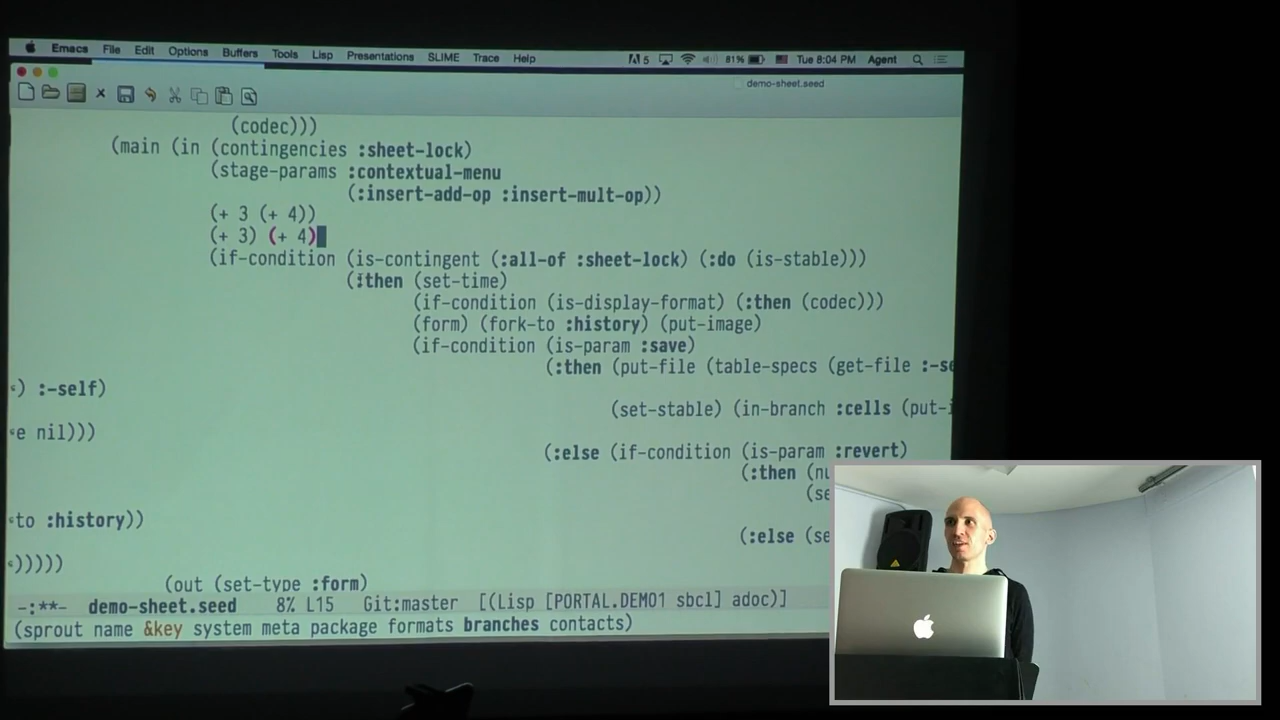 Emacs File Edit Options Buffers Tools Lisp Presentations SLIME Trace Help 5 81% Tue 8:04 PM Agent
demo-sheet.seed
(codec)))
(main (in (contingencies :sheet-lock)
(stage-params :contextual-menu
(:insert-add-op :insert-mult-op))
(+ 3 (+ 4))
(+ 3) (+ 4)
(if-condition (is-contingent (:all-of :sheet-lock) (:do (is-stable)))
(:then (set-time)
(if-condition (is-display-format) (:then (codec)))
(form) (fork-to :history) (put-image)
(if-condition (is-param :save)
(:then (put-file (table-specs (get-file :-se
) :-self)
(set-stable) (in-branch :cells (put-i
e nil)))
(:else (if-condition (is-param :revert)
(:then (nu
(se
to :history))
(:else (se
)))))
(out (set-type :form)
-:**- demo-sheet.seed 8% L15 Git:master [(Lisp [PORTAL.DEMO1 sbcl] adoc)]
(sprout name &key system meta package formats branches contacts)